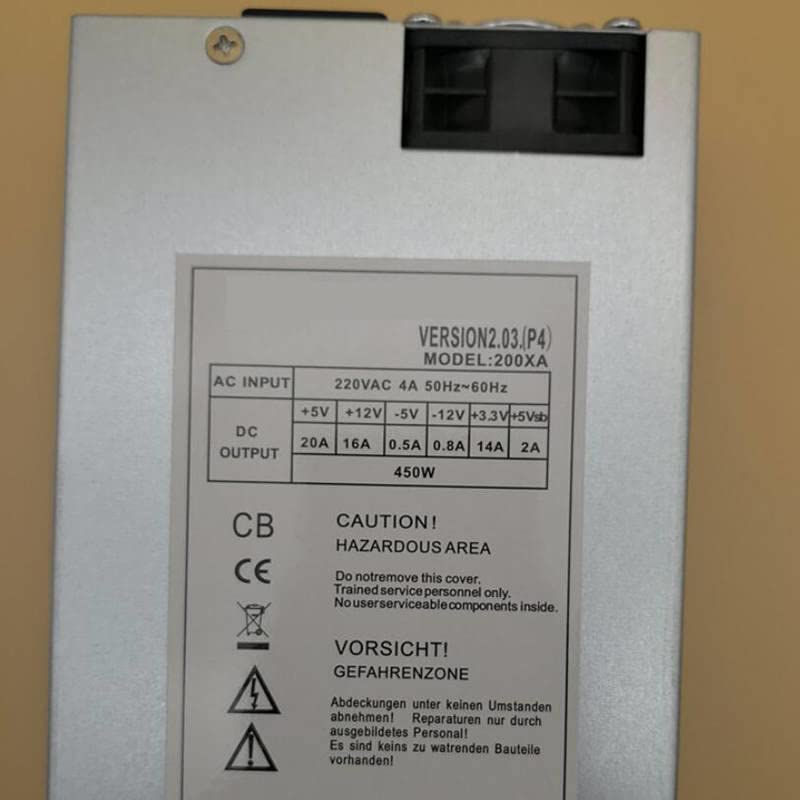 VERSION2.03.(P4)
MODEL:200XA
AC INPUT 220VAC 4A 50Hz~60Hz
DC OUTPUT
+5V +12V -5V -12V +3.3V +5Vsb
20A 16A 0.5A 0.8A 14A 2A
450W
CB
CE
CAUTION!
HAZARDOUS AREA
Do notremove this cover.
Trained service personnel only.
No userserviceable components inside.
VORSICHT!
GEFAHRENZONE
Abdeckungen unter keinen Umstanden
abnehmen! Reparaturen nur durch
ausgebildetes Personal!
Es sind keins zu watrenden Bauteile
vorhanden!